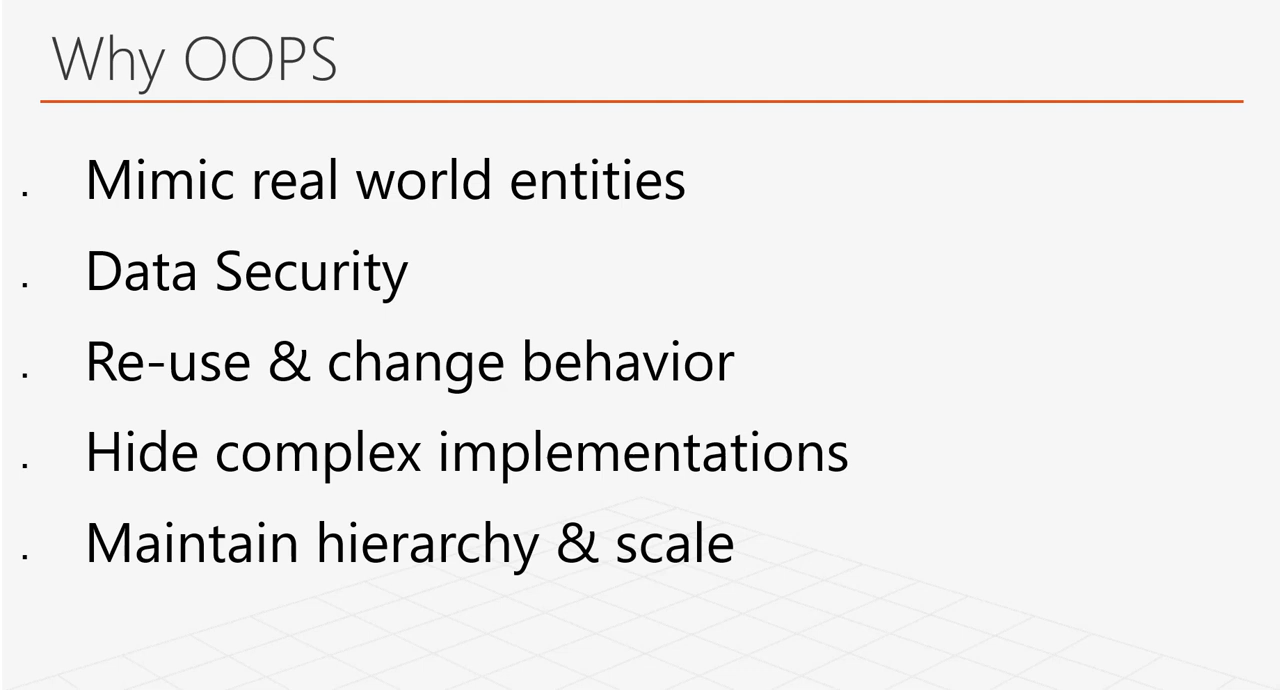 Why OOPS
. Mimic real world entities
. Data Security
. Re-use & change behavior
. Hide complex implementations
. Maintain hierarchy & scale